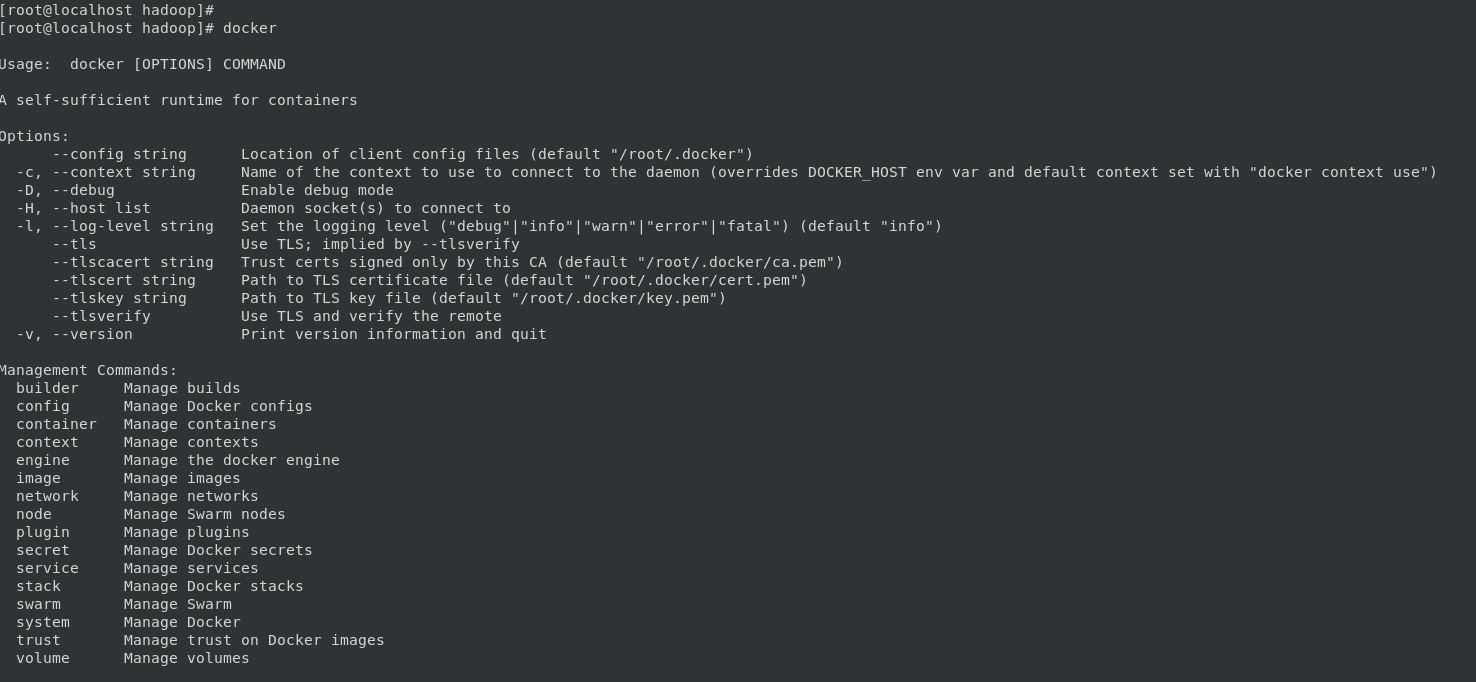 [root@localhost hadoop]#
[root@localhost hadoop]# docker
Usage:  docker [OPTIONS] COMMAND
A self-sufficient runtime for containers
Options:
      --config string      Location of client config files (default "/root/.docker")
  -c, --context string     Name of the context to use to connect to the daemon (overrides DOCKER_HOST env var and default context set with "docker context use")
  -D, --debug              Enable debug mode
  -H, --host list          Daemon socket(s) to connect to
  -l, --log-level string   Set the logging level ("debug"|"info"|"warn"|"error"|"fatal") (default "info")
      --tls                Use TLS; implied by --tlsverify
      --tlscacert string   Trust certs signed only by this CA (default "/root/.docker/ca.pem")
      --tlscert string     Path to TLS certificate file (default "/root/.docker/cert.pem")
      --tlskey string      Path to TLS key file (default "/root/.docker/key.pem")
      --tlsverify          Use TLS and verify the remote
  -v, --version            Print version information and quit
Management Commands:
  builder     Manage builds
  config      Manage Docker configs
  container   Manage containers
  context     Manage contexts
  engine      Manage the docker engine
  image       Manage images
  network     Manage networks
  node        Manage Swarm nodes
  plugin      Manage plugins
  secret      Manage Docker secrets
  service     Manage services
  stack       Manage Docker stacks
  swarm       Manage Swarm
  system      Manage Docker
  trust       Manage trust on Docker images
  volume      Manage volumes